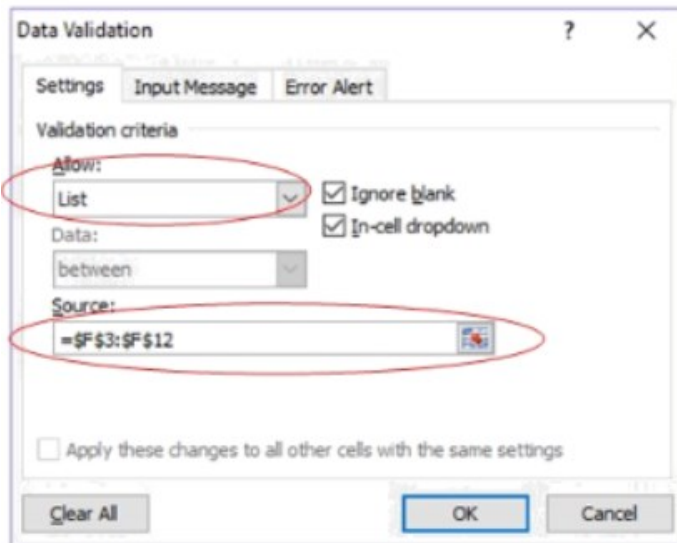 Data Validation ? ×
Settings Input Message Error Alert
Validation criteria
Allow:
List
Ignore blank
Data:
In-cell dropdown
between
Source:
=$F$3:$F$12
Apply these changes to all other cells with the same settings
Clear All OK Cancel